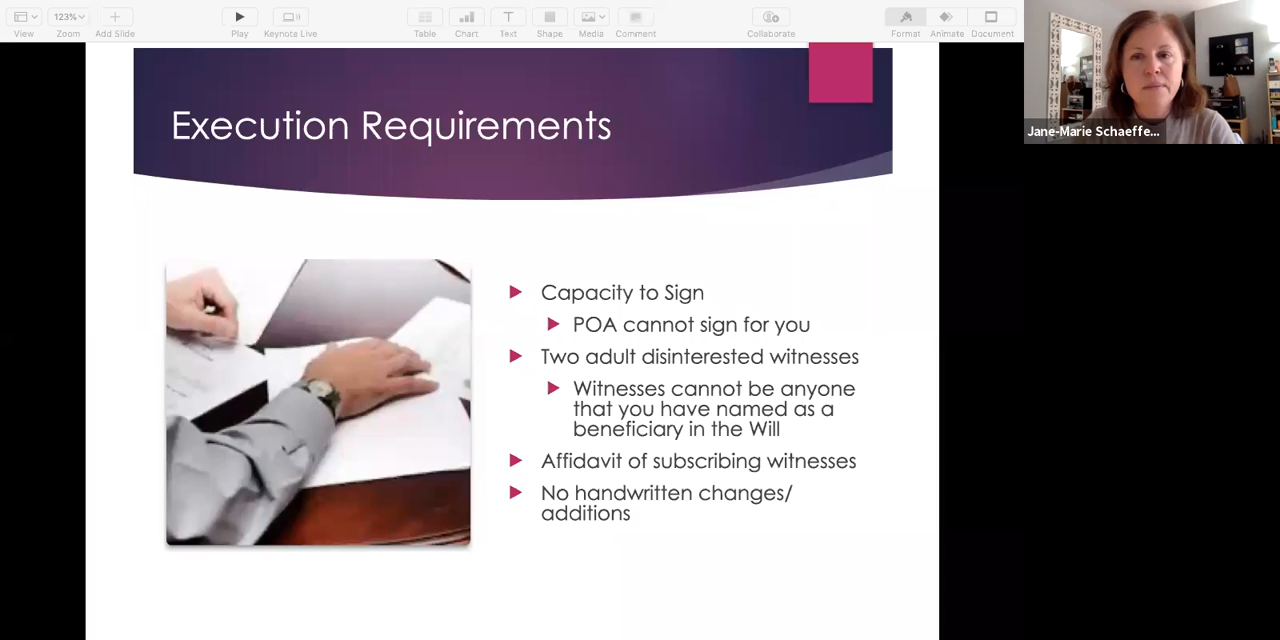 123%
View
Zoom
Add Slide
Play
Keynote Live
Table
Chart
Text
Shape
Media
Comment
Collaborate
Format
Animate
Document
Jane-Marie Schaeffe...
Execution Requirements
Capacity to Sign
POA cannot sign for you
Two adult disinterested witnesses
Witnesses cannot be anyone
that you have named as a
beneficiary in the Will
Affidavit of subscribing witnesses
No handwritten changes/
additions